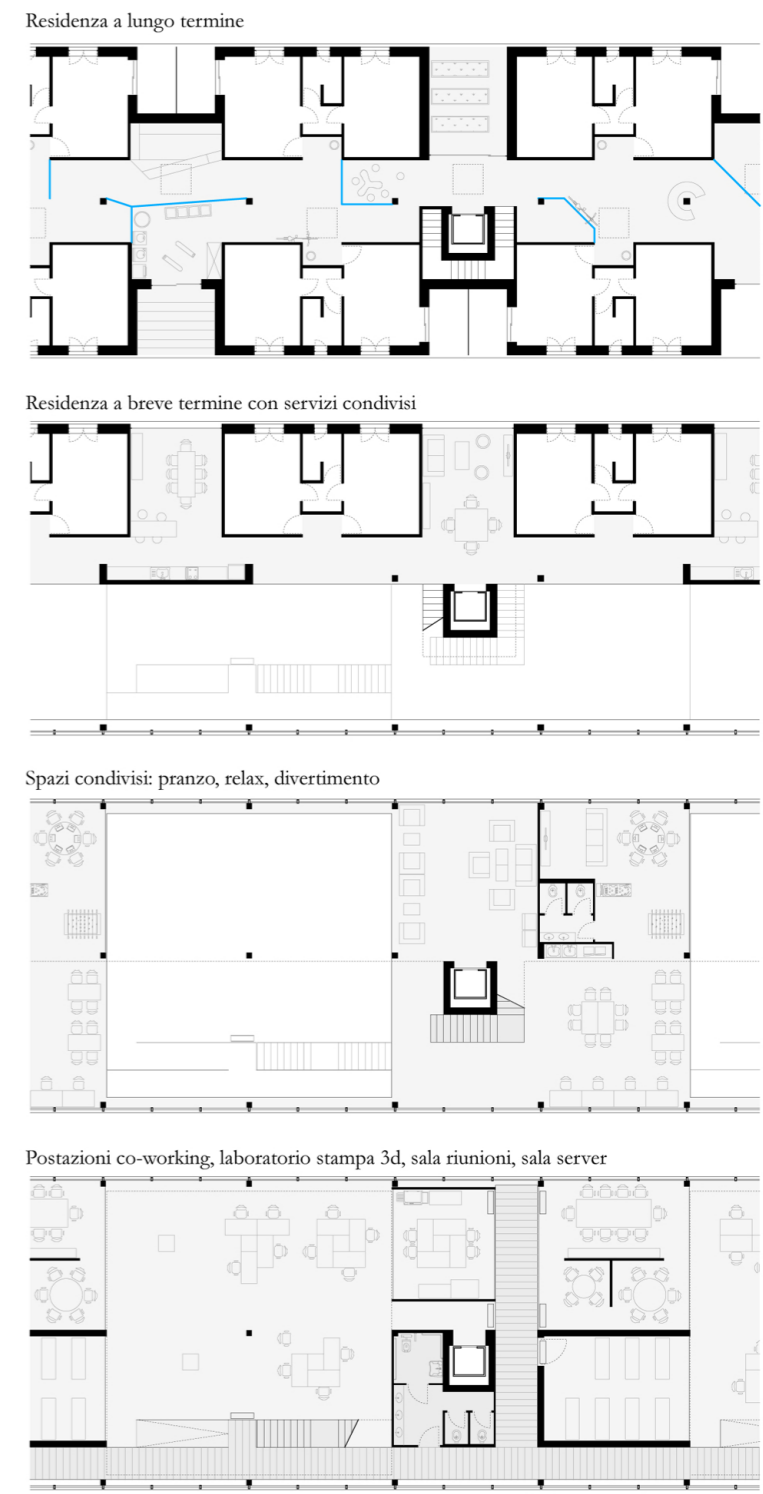 Residenza a lungo termine
Residenza a breve termine con servizi condivisi
Spazi condivisi: pranzo, relax, divertimento
Postazioni co-working, laboratorio stampa 3d, sala riunioni, sala server